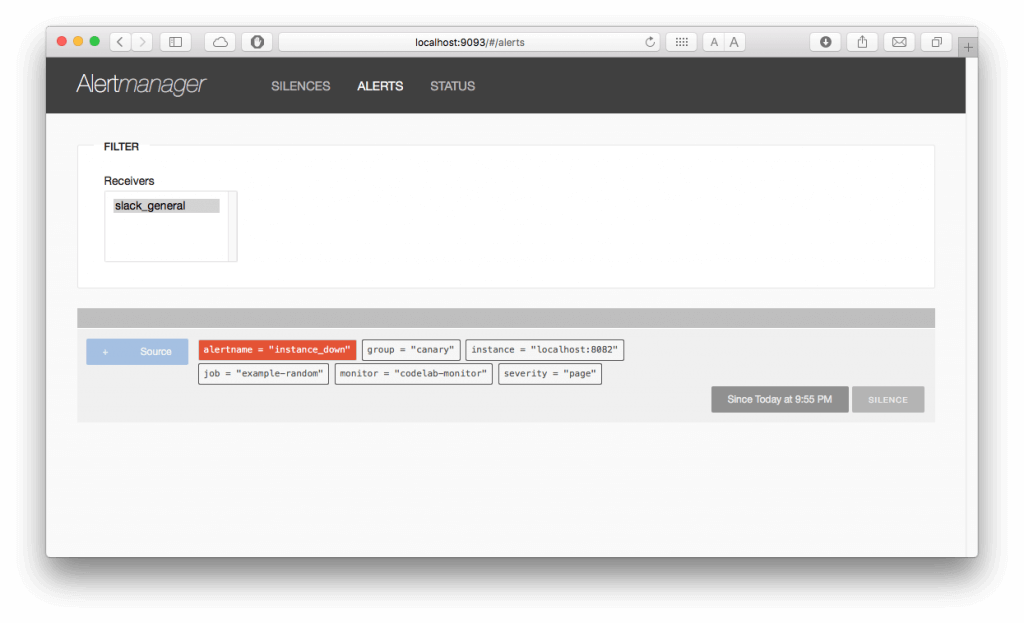 localhost:9093/#/alerts
A A
Alertmanager SILENCES ALERTS STATUS
FILTER
Receivers
slack_general
+ Source alertname = "instance_down" group = "canary" instance = "localhost:8082"
job = "example-random" monitor = "codelab-monitor" severity = "page"
Since Today at 9:55 PM SILENCE